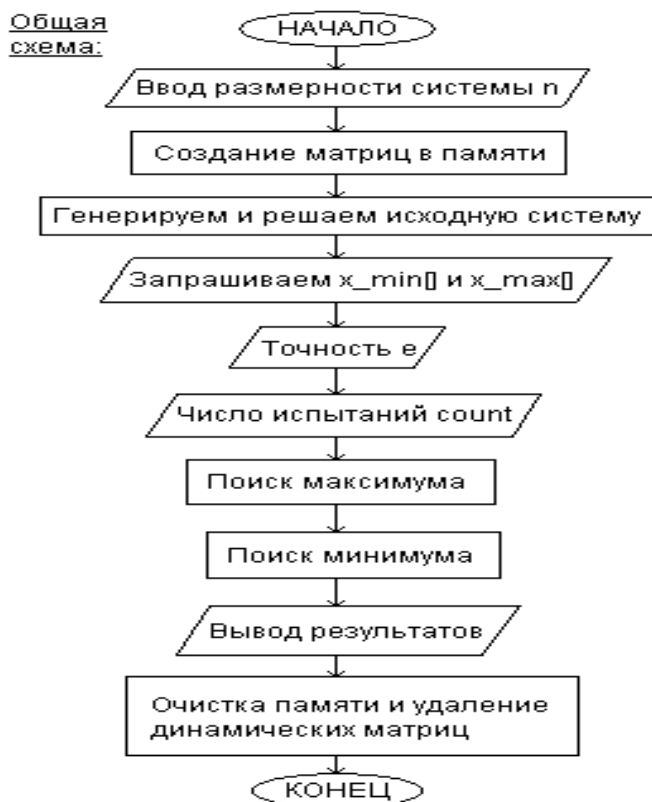 Общая
схема:
НАЧАЛО
Ввод размерности системы n
Создание матриц в памяти
Генерируем и решаем исходную систему
Запрашиваем x_min[] и x_max[]
Точность e
Число испытаний count
Поиск максимума
Поиск минимума
Вывод результатов
Очистка памяти и удаление
динамических матриц
КОНЕЦ